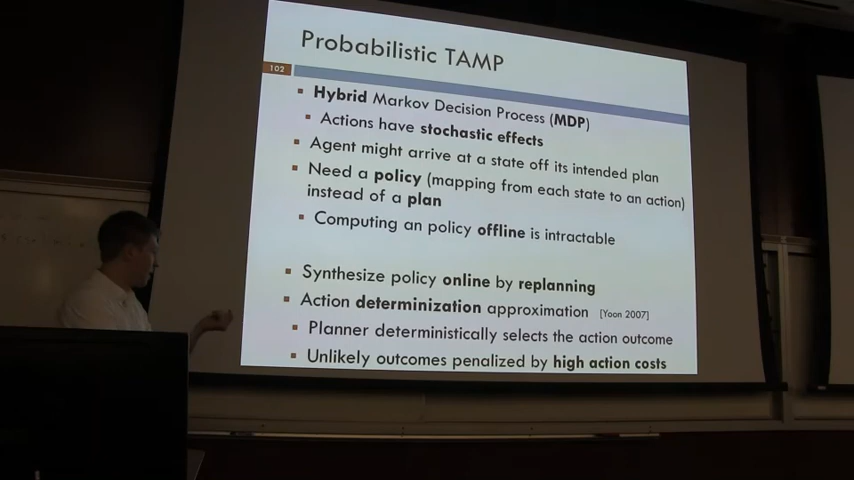 Probabilistic TAMP
102
Hybrid Markov Decision Process (MDP)
Actions have stochastic effects
Agent might arrive at a state off its intended plan
Need a policy (mapping from each state to an action)
instead of a plan
Computing an policy offline is intractable
Synthesize policy online by replanning
Action determinization approximation [Yoon 2007]
Planner deterministically selects the action outcome
Unlikely outcomes penalized by high action costs